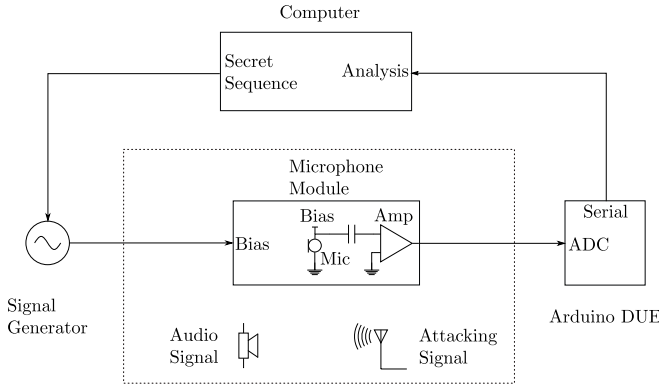 Computer
Secret
Sequence
Analysis
Microphone
Module
Bias
Bias
Mic
Amp
Serial
ADC
Signal
Generator
Audio
Signal
Attacking
Signal
Arduino DUE